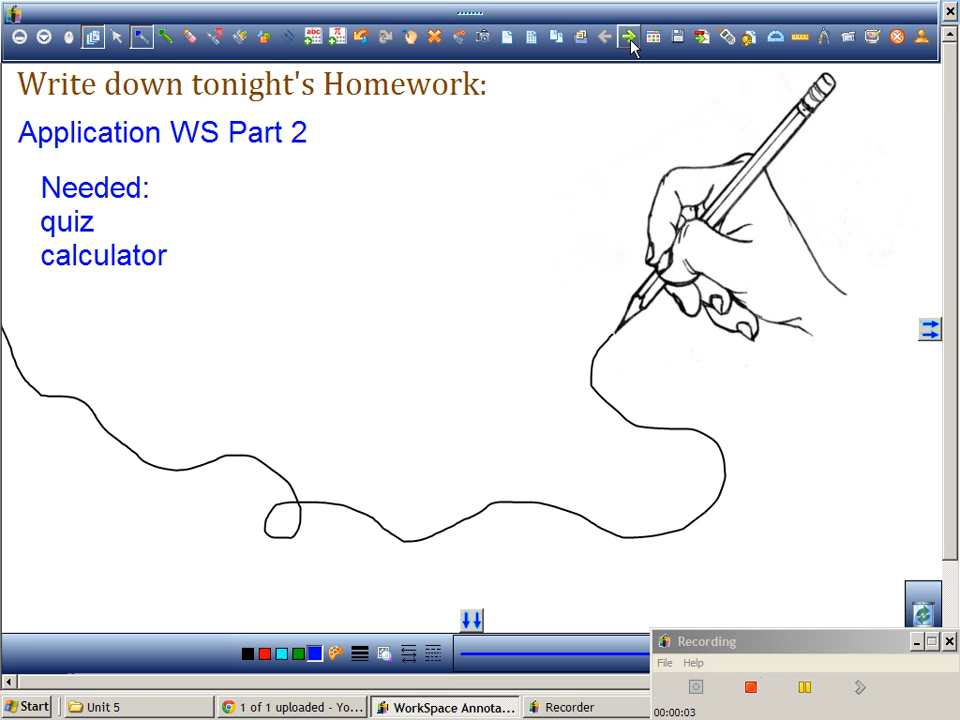 abc
Write down tonight's Homework:
Application WS Part 2
Needed:
quiz
calculator
Recording
File Help
00:00:03
Start
Unit 5
1 of 1 uploaded - Yo...
WorkSpace Annota...
Recorder